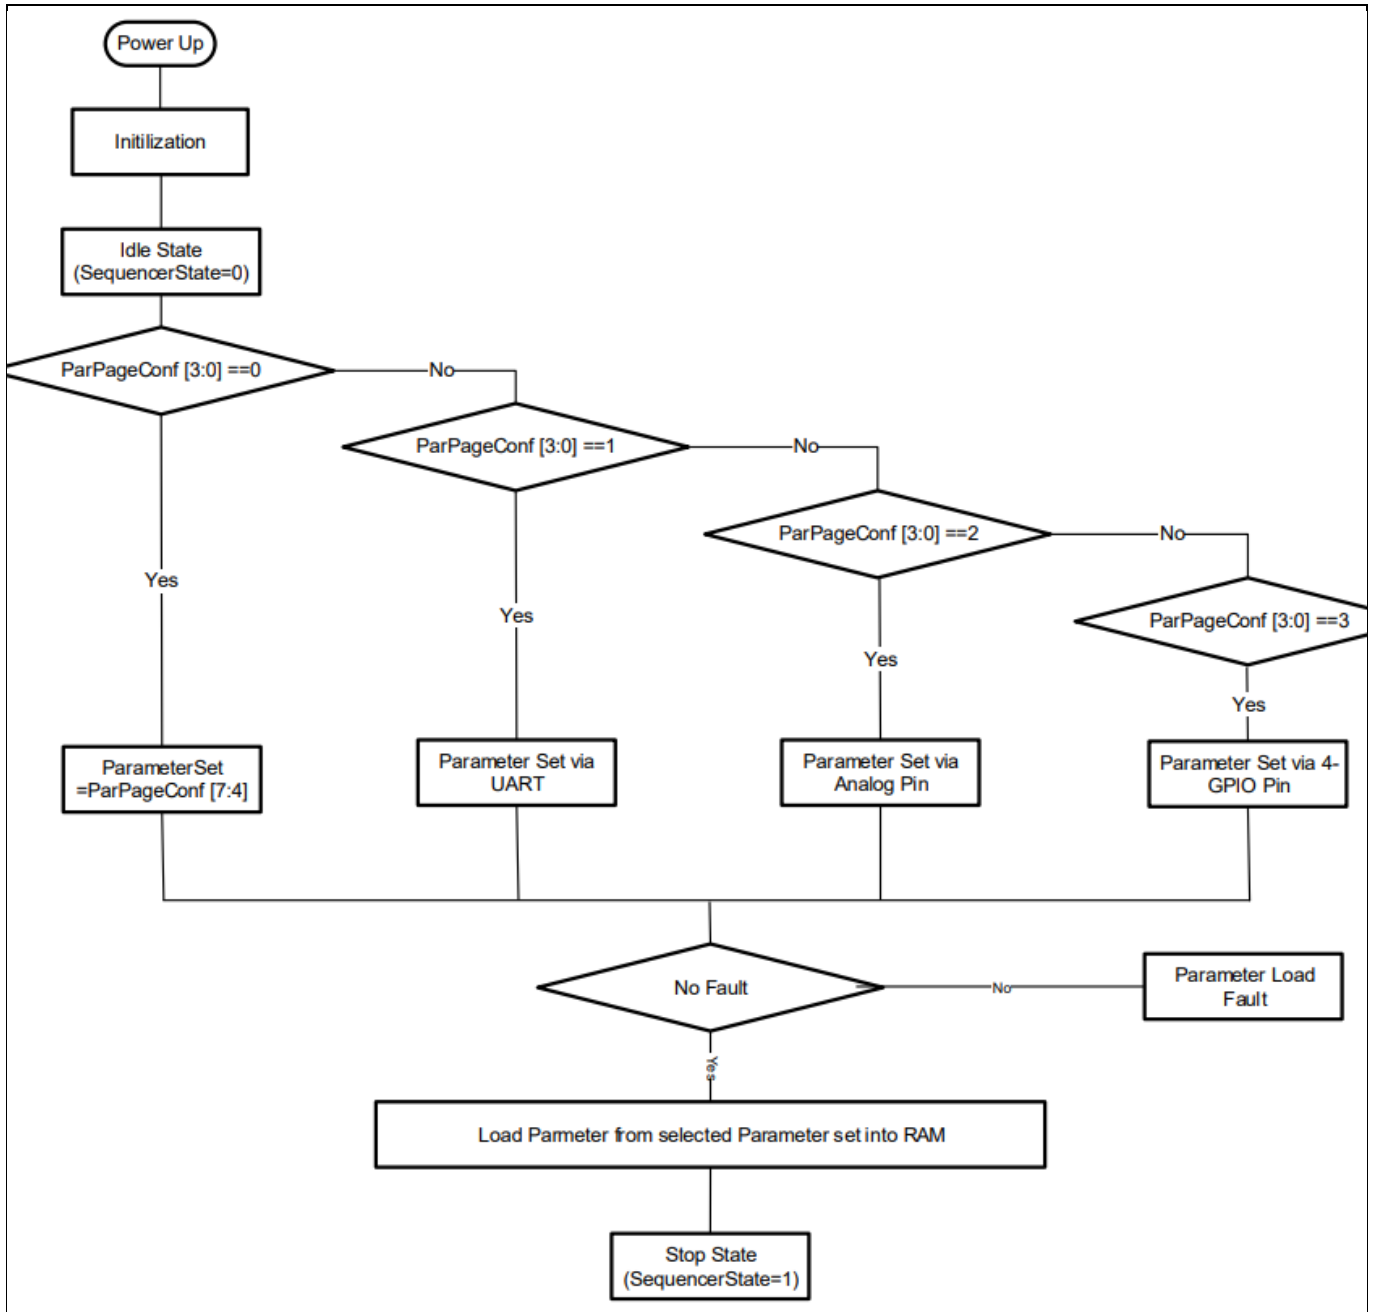 Power Up
Initilization
Idle State
(SequencerState=0)
ParPageConf [3:0] ==0
No
ParPageConf [3:0] ==1
No
ParPageConf [3:0] ==2
No
ParPageConf [3:0] ==3
Yes
Yes
Yes
Yes
ParameterSet
=ParPageConf [7:4]
Parameter Set via
UART
Parameter Set via
Analog Pin
Parameter Set via 4-
GPIO Pin
No Fault
No
Parameter Load
Fault
Yes
Load Parmeter from selected Parameter set into RAM
Stop State
(SequencerState=1)